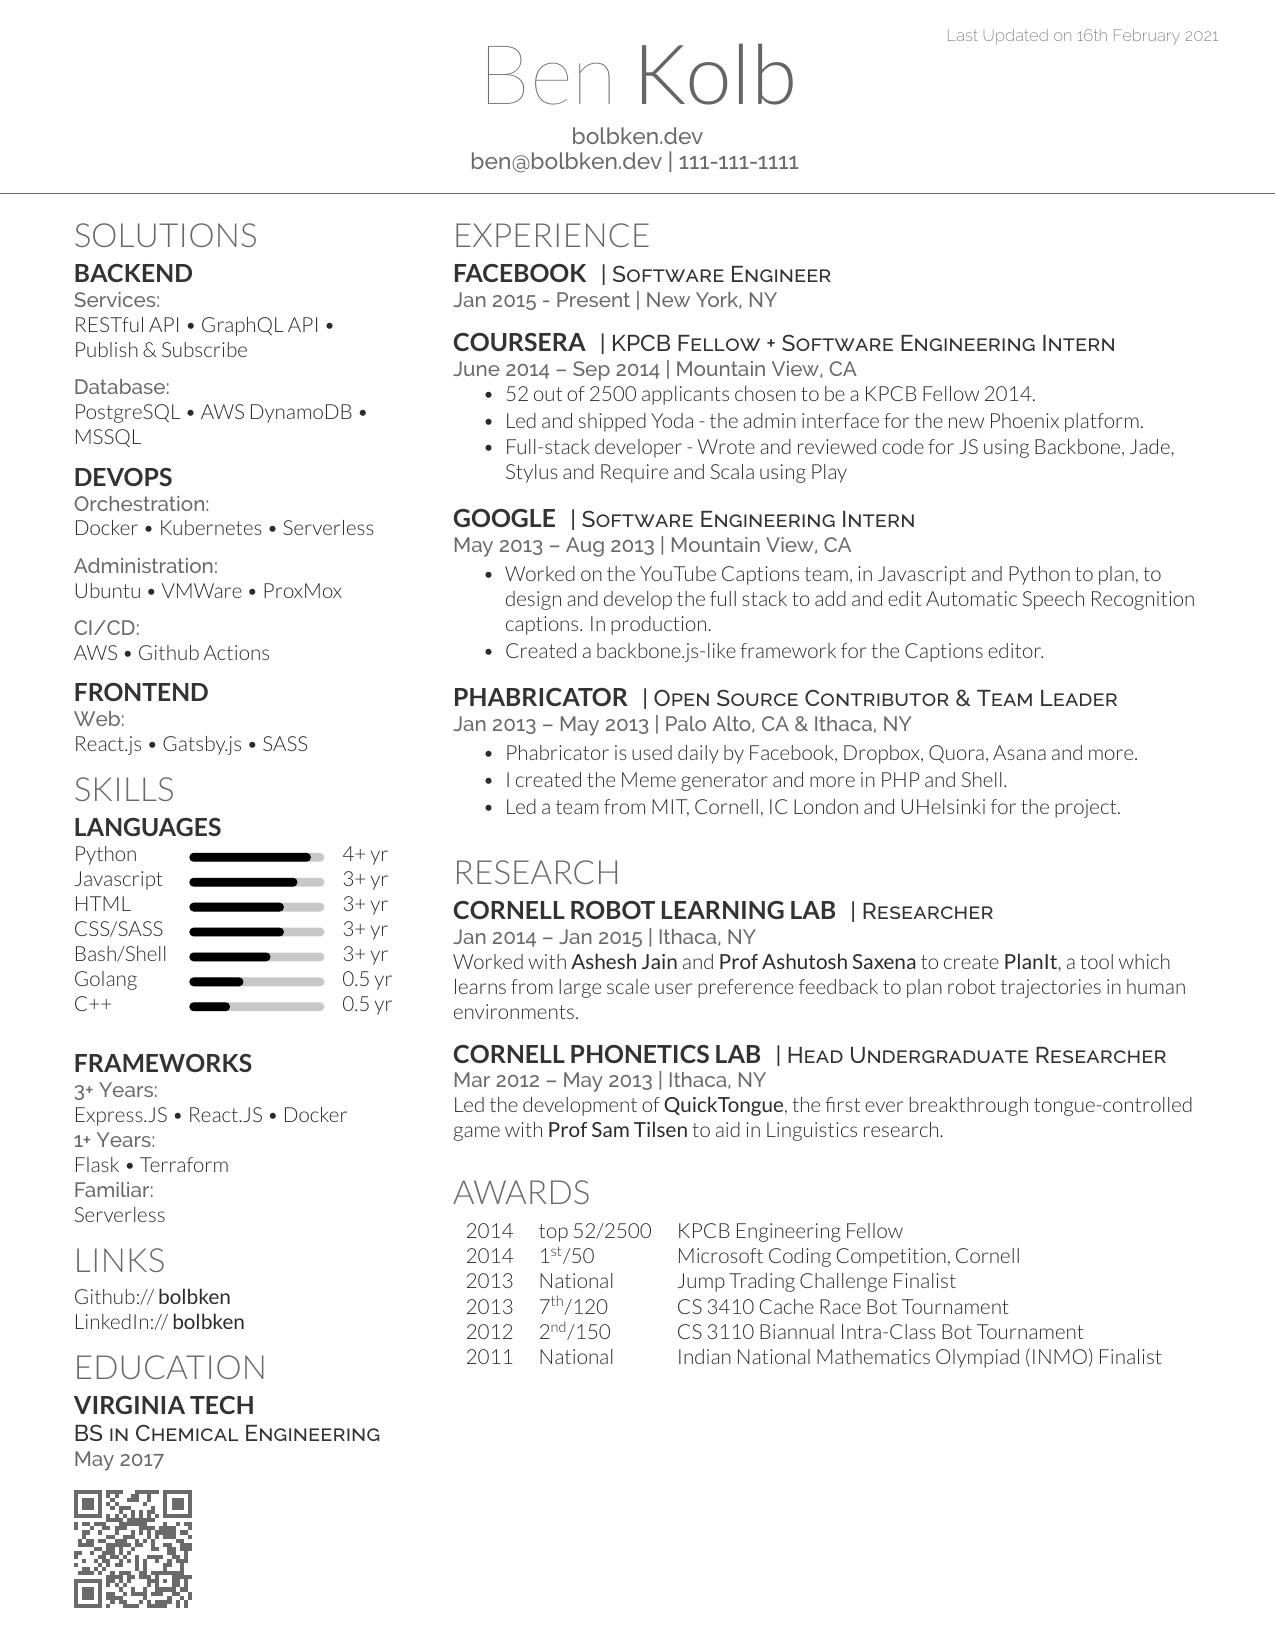 Last Updated on 16th February 2021
Ben Kolb
bolbken.dev
ben@bolbken.dev | 111-111-1111
SOLUTIONS
BACKEND
Services:
RESTful API • GraphQL API •
Publish & Subscribe
Database:
PostgreSQL • AWS DynamoDB •
MSSQL
DEVOPS
Orchestration:
Docker • Kubernetes • Serverless
Administration:
Ubuntu • VMWare • ProxMox
CI/CD:
AWS • Github Actions
FRONTEND
Web:
React.js • Gatsby.js • SASS
SKILLS
LANGUAGES
Python 4+ yr
Javascript 3+ yr
HTML 3+ yr
CSS/SASS 3+ yr
Bash/Shell 3+ yr
Golang 0.5 yr
C++ 0.5 yr
FRAMEWORKS
3+ Years:
Express.JS • React.JS • Docker
1+ Years:
Flask • Terraform
Familiar:
Serverless
LINKS
Github:// bolbken
LinkedIn:// bolbken
EDUCATION
VIRGINIA TECH
BS in Chemical Engineering
May 2017
EXPERIENCE
FACEBOOK | Software Engineer
Jan 2015 - Present | New York, NY
COURSERA | KPCB Fellow + Software Engineering Intern
June 2014 – Sep 2014 | Mountain View, CA
• 52 out of 2500 applicants chosen to be a KPCB Fellow 2014.
• Led and shipped Yoda - the admin interface for the new Phoenix platform.
• Full-stack developer - Wrote and reviewed code for JS using Backbone, Jade,
Stylus and Require and Scala using Play
GOOGLE | Software Engineering Intern
May 2013 – Aug 2013 | Mountain View, CA
• Worked on the YouTube Captions team, in Javascript and Python to plan, to
design and develop the full stack to add and edit Automatic Speech Recognition
captions. In production.
• Created a backbone.js-like framework for the Captions editor.
PHABRICATOR | Open Source Contributor & Team Leader
Jan 2013 – May 2013 | Palo Alto, CA & Ithaca, NY
• Phabricator is used daily by Facebook, Dropbox, Quora, Asana and more.
• I created the Meme generator and more in PHP and Shell.
• Led a team from MIT, Cornell, IC London and UHelsinki for the project.
RESEARCH
CORNELL ROBOT LEARNING LAB | Researcher
Jan 2014 – Jan 2015 | Ithaca, NY
Worked with Ashesh Jain and Prof Ashutosh Saxena to create PlanIt, a tool which
learns from large scale user preference feedback to plan robot trajectories in human
environments.
CORNELL PHONETICS LAB | Head Undergraduate Researcher
Mar 2012 – May 2013 | Ithaca, NY
Led the development of QuickTongue, the first ever breakthrough tongue-controlled
game with Prof Sam Tilsen to aid in Linguistics research.
AWARDS
2014 top 52/2500 KPCB Engineering Fellow
2014 1st/50 Microsoft Coding Competition, Cornell
2013 National Jump Trading Challenge Finalist
2013 7th/120 CS 3410 Cache Race Bot Tournament
2012 2nd/150 CS 3110 Biannual Intra-Class Bot Tournament
2011 National Indian National Mathematics Olympiad (INMO) Finalist